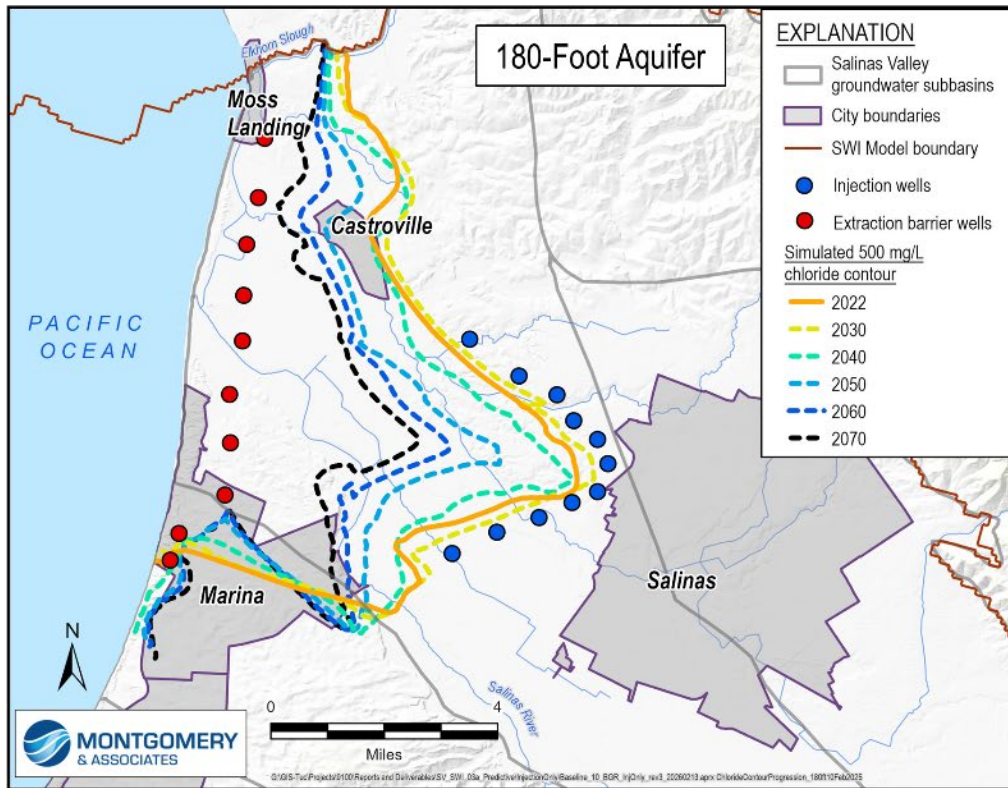 180-Foot Aquifer
Elkhorn Slough
Moss
Landing
Castroville
PACIFIC
OCEAN
Marina
Salinas
Salinas River
N
0 4
Miles
MONTGOMERY
& ASSOCIATES
EXPLANATION
Salinas Valley
groundwater subbasins
City boundaries
SWI Model boundary
Injection wells
Extraction barrier wells
Simulated 500 mg/L
chloride contour
2022
2030
2040
2050
2060
2070